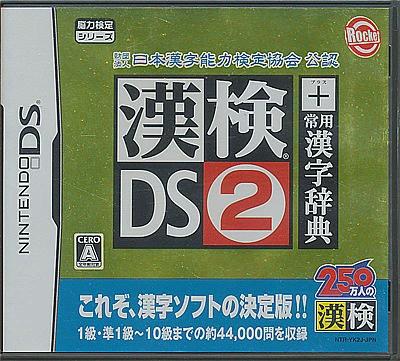 脳力検定
シリーズ
Rocket
財団法人 日本漢字能力検定協会 公認
漢検
DS2
プラス
+
常用漢字辞典
®
NINTENDO DS
TM
CERO
A
250
万人の
漢検
これぞ、漢字ソフトの決定版!!
1級・準1級〜10級までの約44,000問を収録
NTR-YK2J-JPN